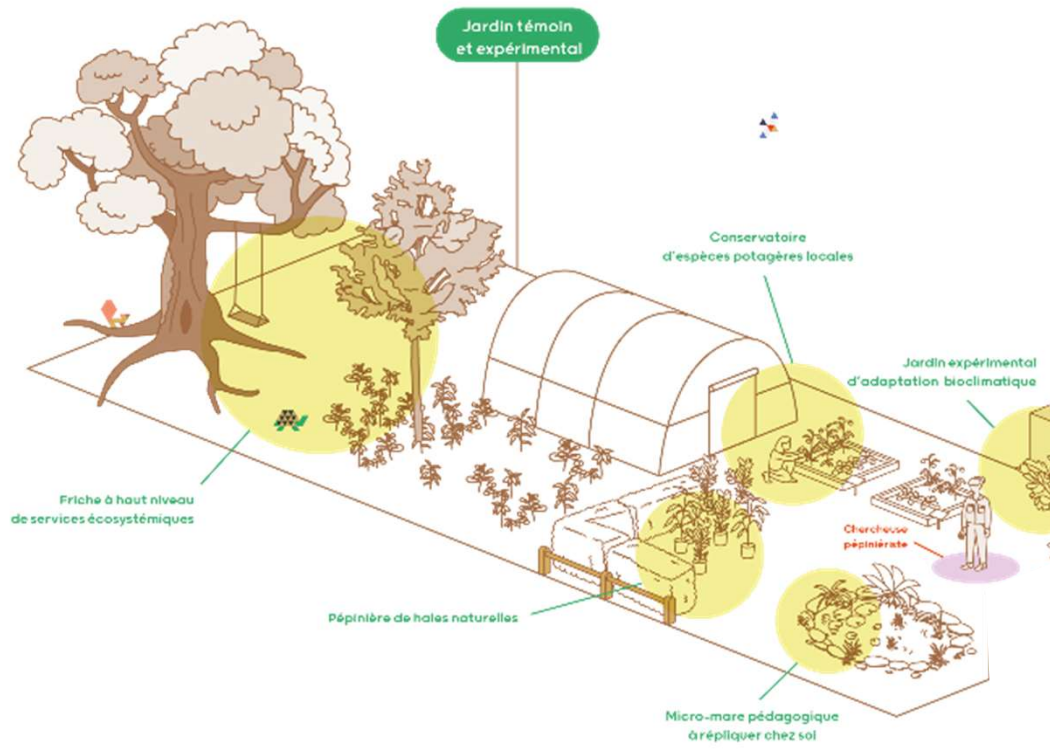 Jardin témoin
et expérimental
Conservatoire
d'espèces potagères locales
Jardin expérimental
d'adaptation bioclimatique
Friche à haut niveau
de services écosystémiques
Chercheuse
pépiniériste
Pépinière de haies naturelles
Micro-mare pédagogique
à répliquer chez soi